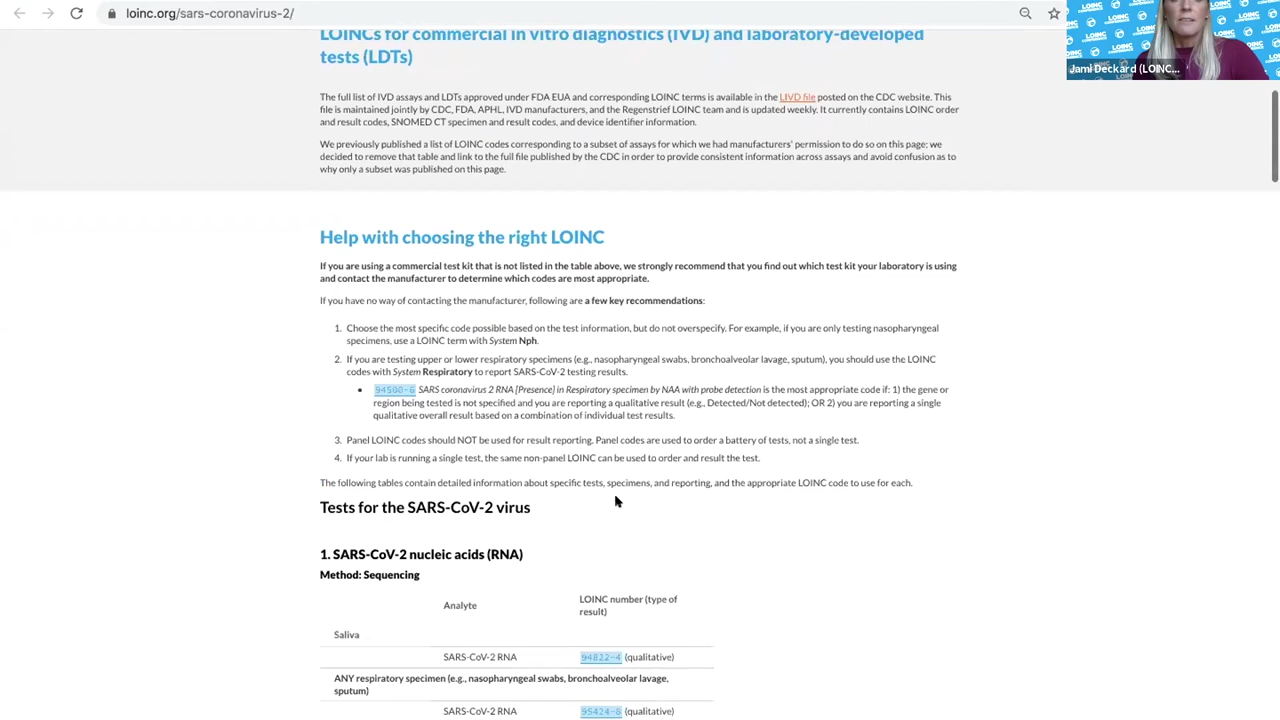 loinc.org/sars-coronavirus-2/
LOINCs for commercial in vitro diagnostics (IVD) and laboratory-developed
tests (LDTs)
The full list of IVD assays and LDTs approved under FDA EUA and corresponding LOINC terms is available in the LIVD file posted on the CDC website. This
file is maintained jointly by CDC, FDA, APHL, IVD manufacturers, and the Regenstrief LOINC team and is updated weekly. It currently contains LOINC order
and result codes, SNOMED CT specimen and result codes, and device identifier information.
We previously published a list of LOINC codes corresponding to a subset of assays for which we had manufacturers' permission to do so on this page; we
decided to remove that table and link to the full file published by the CDC in order to provide consistent information across assays and avoid confusion as to
why only a subset was published on this page.
Help with choosing the right LOINC
If you are using a commercial test kit that is not listed in the table above, we strongly recommend that you find out which test kit your laboratory is using
and contact the manufacturer to determine which codes are most appropriate.
If you have no way of contacting the manufacturer, following are a few key recommendations:
1. Choose the most specific code possible based on the test information, but do not overspecify. For example, if you are only testing nasopharyngeal
specimens, use a LOINC term with System Nph.
2. If you are testing upper or lower respiratory specimens (e.g., nasopharyngeal swabs, bronchoalveolar lavage, sputum), you should use the LOINC
codes with System Respiratory to report SARS-CoV-2 testing results.
94500-6 SARS coronavirus 2 RNA [Presence] in Respiratory specimen by NAA with probe detection is the most appropriate code if: 1) the gene or
region being tested is not specified and you are reporting a qualitative result (e.g., Detected/Not detected); OR 2) you are reporting a single
qualitative overall result based on a combination of individual test results.
3. Panel LOINC codes should NOT be used for result reporting. Panel codes are used to order a battery of tests, not a single test.
4. If your lab is running a single test, the same non-panel LOINC can be used to order and result the test.
The following tables contain detailed information about specific tests, specimens, and reporting, and the appropriate LOINC code to use for each.
Tests for the SARS-CoV-2 virus
1. SARS-CoV-2 nucleic acids (RNA)
Method: Sequencing
Analyte
LOINC number (type of
result)
Saliva
SARS-CoV-2 RNA 94822-4 (qualitative)
ANY respiratory specimen (e.g., nasopharyngeal swabs, bronchoalveolar lavage,
sputum)
SARS-CoV-2 RNA 95424-8 (qualitative)
Jami Deckard (LOINC...